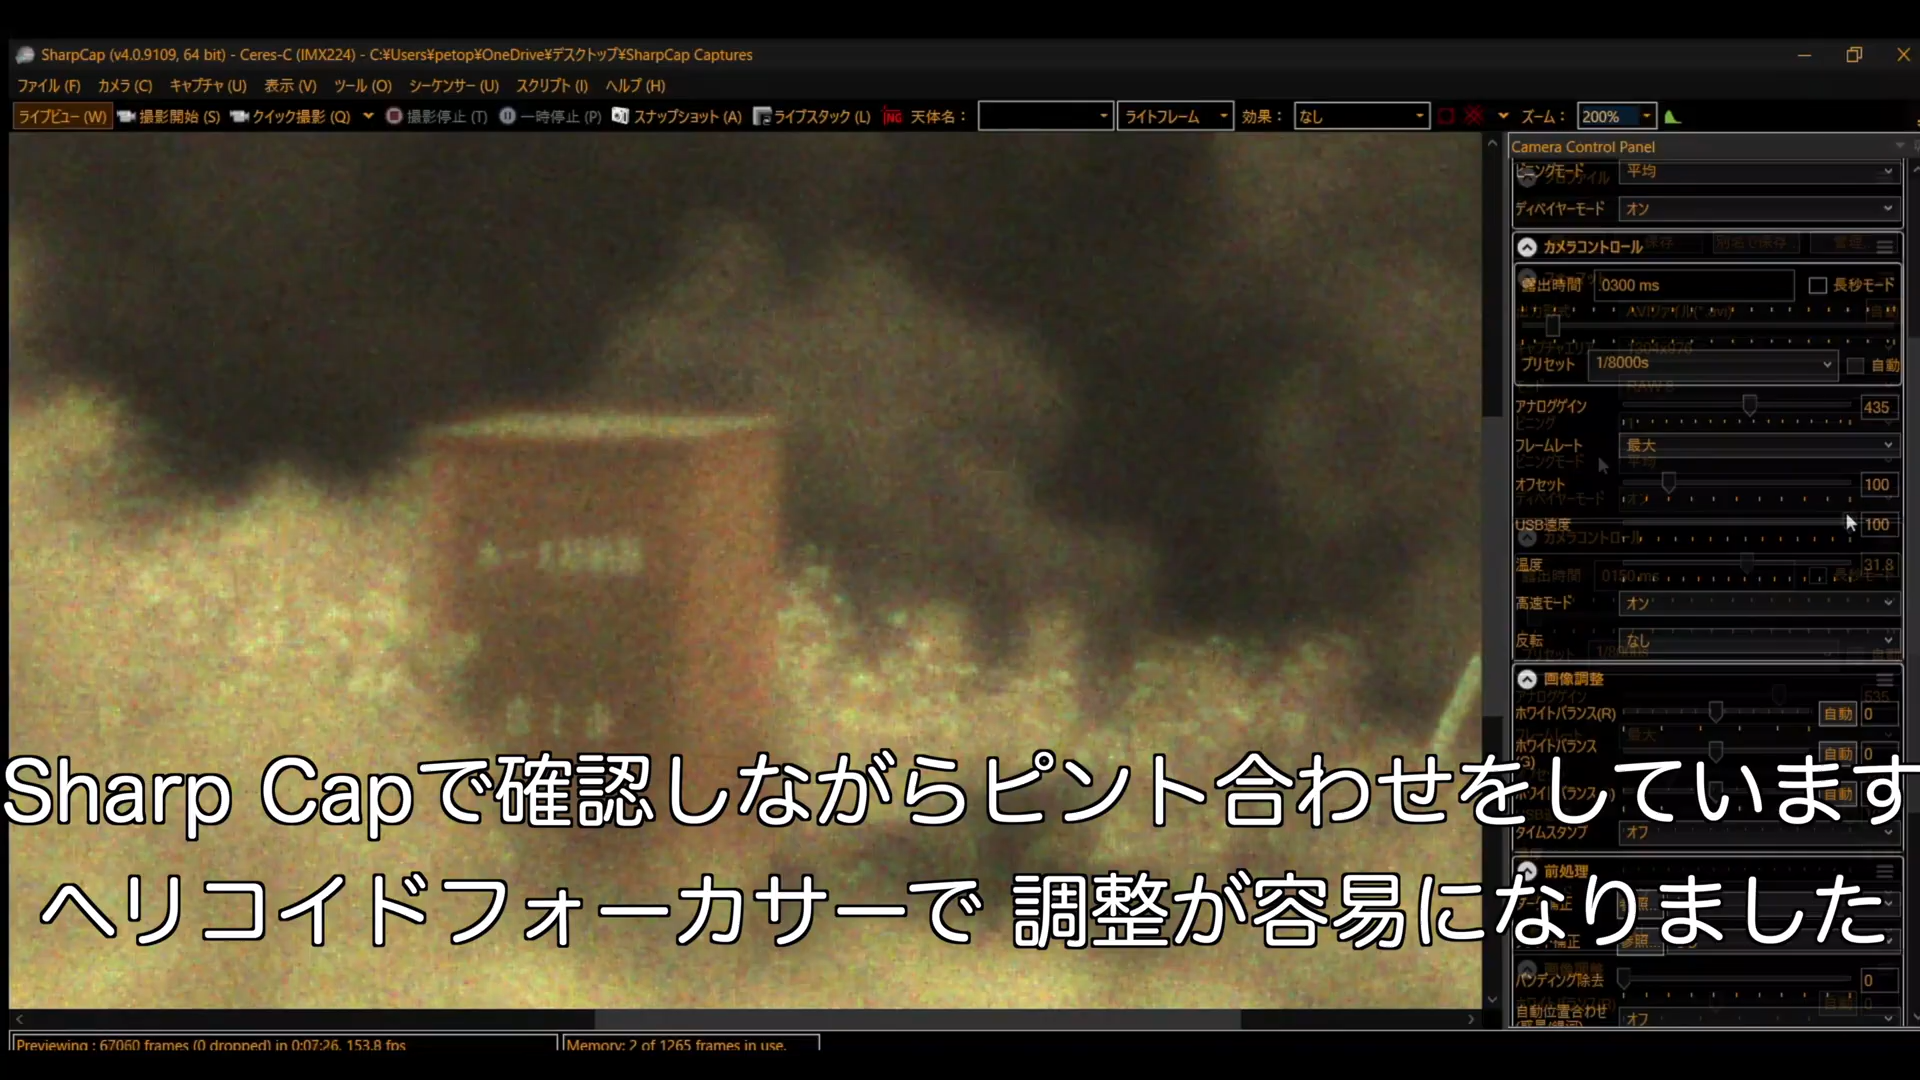 SharpCap (v4.0.9109, 64 bit) - Ceres-C (IMX224) - C:¥Users¥petop¥OneDrive¥デスクトップ¥SharpCap Captures
ファイル (F) カメラ (C) キャプチャ (U) 表示 (V) ツール (O) シーケンサー (U) スクリプト (I) ヘルプ (H)
ライブビュー (W) 撮影開始 (S) クイック撮影 (Q) 撮影停止 (T) 一時停止 (P) スナップショット (A) ライブスタック (L) 天体名： ライトフレーム 効果： なし ズーム： 200%
Camera Control Panel
ビニングモード 平均
ディベイヤーモード オン
カメラコントロール
露出時間 .0300 ms 長秒モード
プリセット 1/8000s 自動
アナログゲイン 435
フレームレート 最大
オフセット 100
USB速度 100
温度 31.8
高速モード オン
反転 なし
画像調整
ホワイトバランス(R) 自動 0
ホワイトバランス(G) 自動 0
自動
タイムスタンプ オフ
前処理
バンディング除去 0
自動位置合わせ オフ
Sharp Capで確認しながらピント合わせをしています
ヘリコイドフォーカサーで 調整が容易になりました
Previewing : 67060 frames (0 dropped) in 0:07:26, 153.8 fps
Memory: 2 of 1265 frames in use.